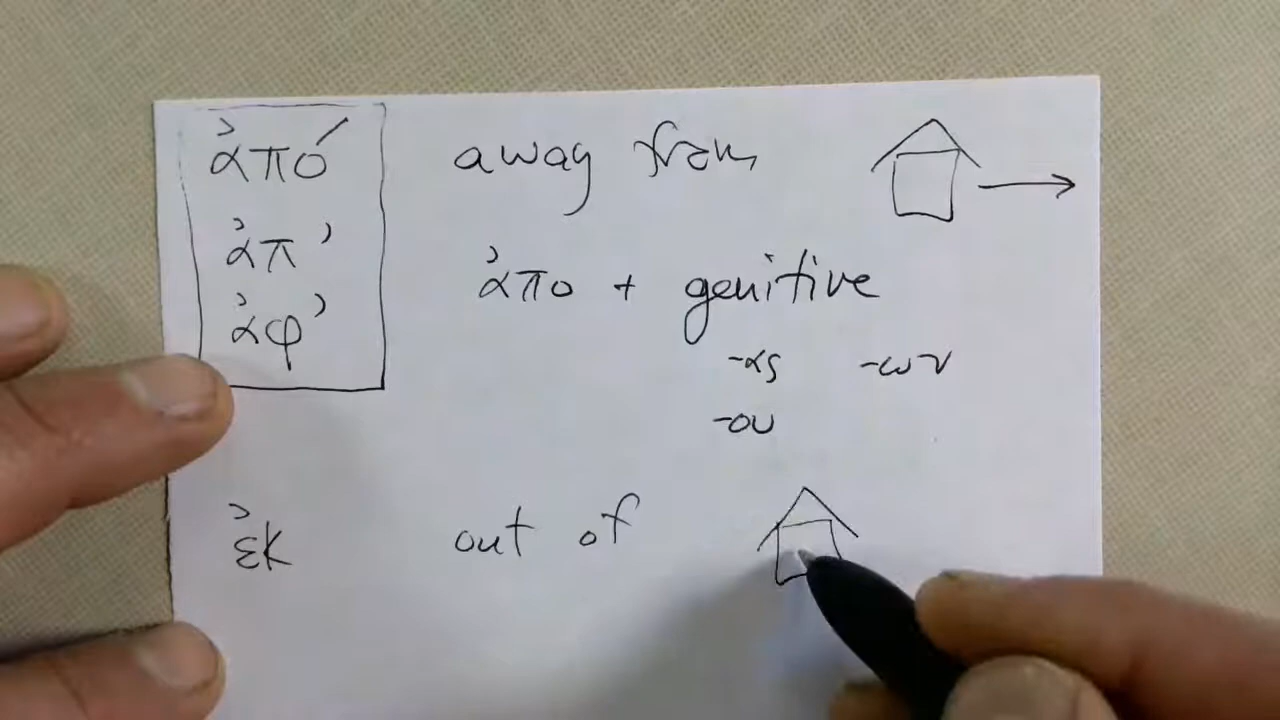 ἀπό away from
ἀπ’
ἀπο + genitive
ἀφ’
-ας -ων
-ου
ἐκ out of